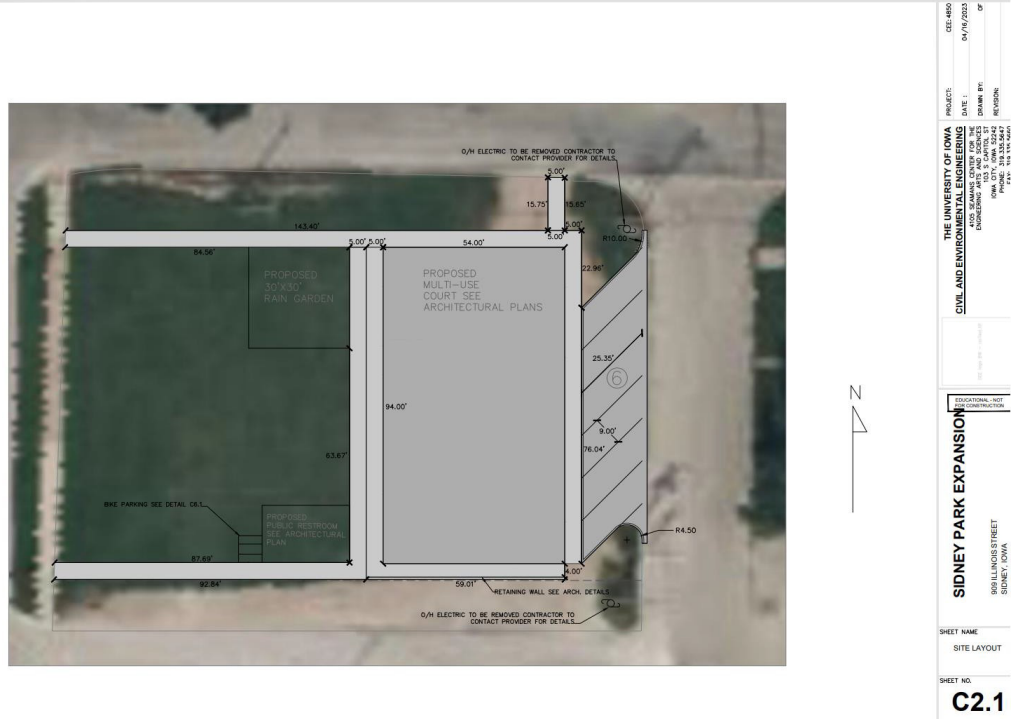 O/H ELECTRIC TO BE REMOVED CONTRACTOR TO
CONTACT PROVIDER FOR DETAILS
5.00'
15.75'
15.65'
143.40'
5.00'
5.00'
5.00'
5.00'
54.00'
R10.00
84.56'
22.96'
PROPOSED
30'X30'
RAIN GARDEN
PROPOSED
MULTI-USE
COURT SEE
ARCHITECTURAL PLANS
25.35'
6
94.00'
9.00'
76.04'
63.67'
BIKE PARKING SEE DETAIL C6.1
PROPOSED
PUBLIC RESTROOM
SEE ARCHITECTURAL
PLAN
R4.50
87.69'
92.84'
59.01'
4.00'
RETAINING WALL SEE ARCH. DETAILS
O/H ELECTRIC TO BE REMOVED CONTRACTOR TO
CONTACT PROVIDER FOR DETAILS
N
PROJECT: CEE: 4850
DATE : 04/16/2023
DRAWN BY: OF
REVISION:
THE UNIVERSITY OF IOWA
CIVIL AND ENVIRONMENTAL ENGINEERING
4105 SEAMANS CENTER FOR THE
ENGINEERING ARTS AND SCIENCES
103 S CAPITOL ST
IOWA CITY, IOWA 52242
PHONE: 319.335.5647
FAX: 319.335.5660
EDUCATIONAL - NOT
FOR CONSTRUCTION
SIDNEY PARK EXPANSION
909 ILLINOIS STREET
SIDNEY, IOWA
SHEET NAME
SITE LAYOUT
SHEET NO.
C2.1